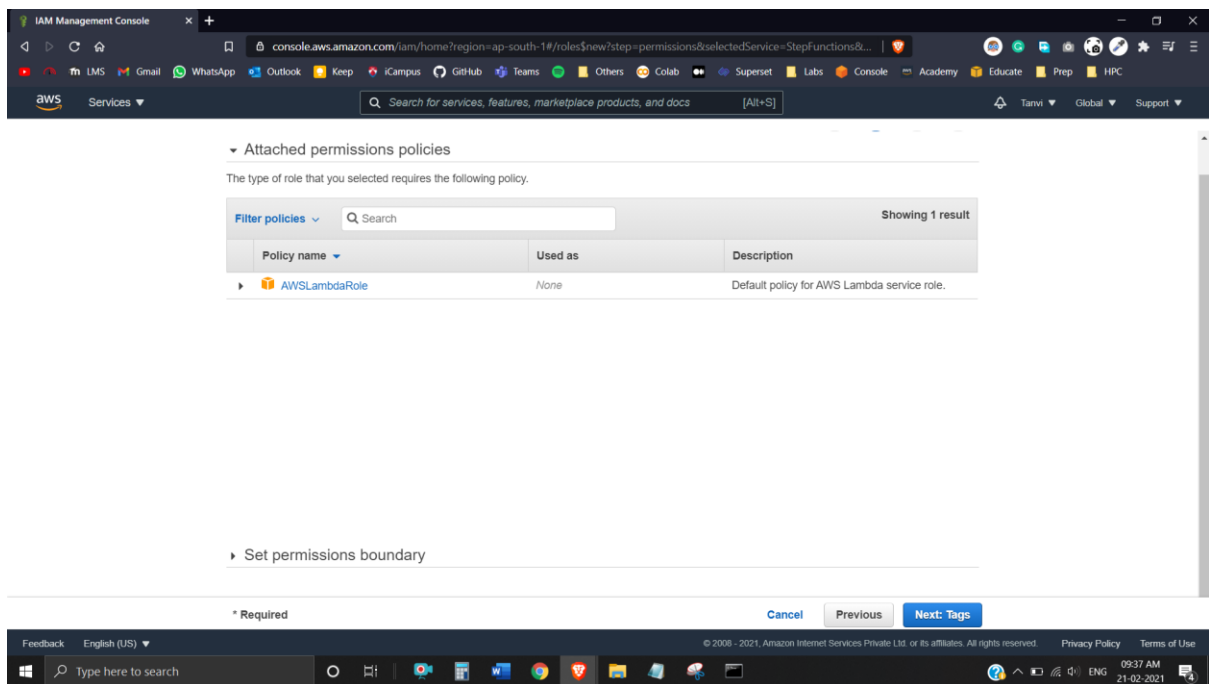 IAM Management Console
console.aws.amazon.com/iam/home?region=ap-south-1#/roles$new?step=permissions&selectedService=StepFunctions&...
LMS Gmail WhatsApp Outlook Keep iCampus GitHub Teams Others Colab Superset Labs Console Academy Educate Prep HPC
aws Services Search for services, features, marketplace products, and docs [Alt+S] Tanvi Global Support
Attached permissions policies
The type of role that you selected requires the following policy.
Filter policies Search Showing 1 result
Policy name Used as Description
AWSLambdaRole None Default policy for AWS Lambda service role.
Set permissions boundary
* Required Cancel Previous Next: Tags
Feedback English (US) © 2008 - 2021, Amazon Internet Services Private Ltd. or its affiliates. All rights reserved. Privacy Policy Terms of Use
Type here to search ENG 09:37 AM
21-02-2021 4